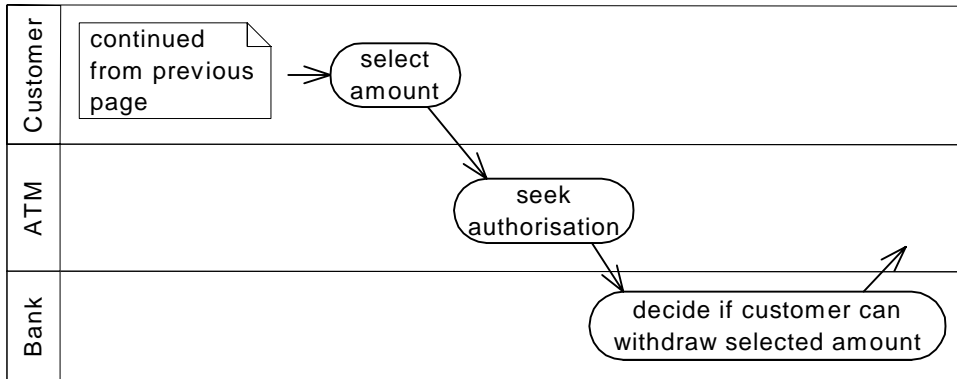 Customer
continued
from previous
page
select
amount
ATM
seek
authorisation
Bank
decide if customer can
withdraw selected amount